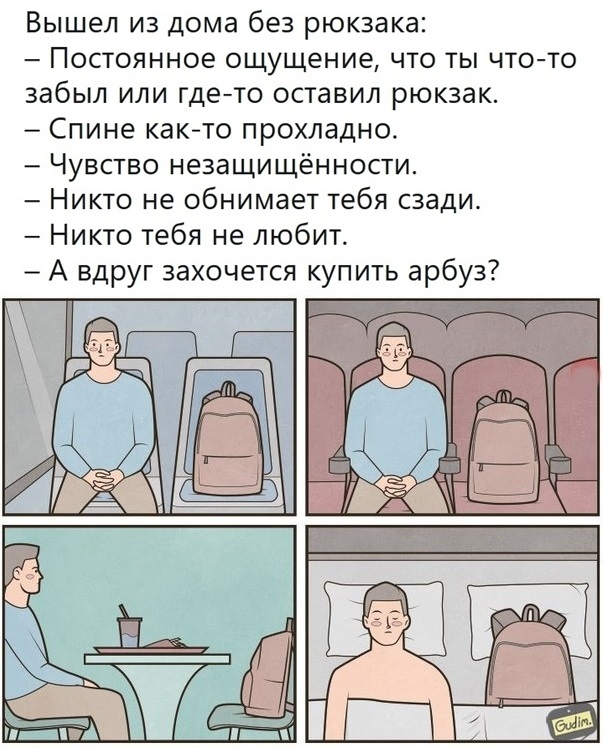 Вышел из дома без рюкзака:
– Постоянное ощущение, что ты что-то
забыл или где-то оставил рюкзак.
– Спине как-то прохладно.
– Чувство незащищённости.
– Никто не обнимает тебя сзади.
– Никто тебя не любит.
– А вдруг захочется купить арбуз?
Gudim.